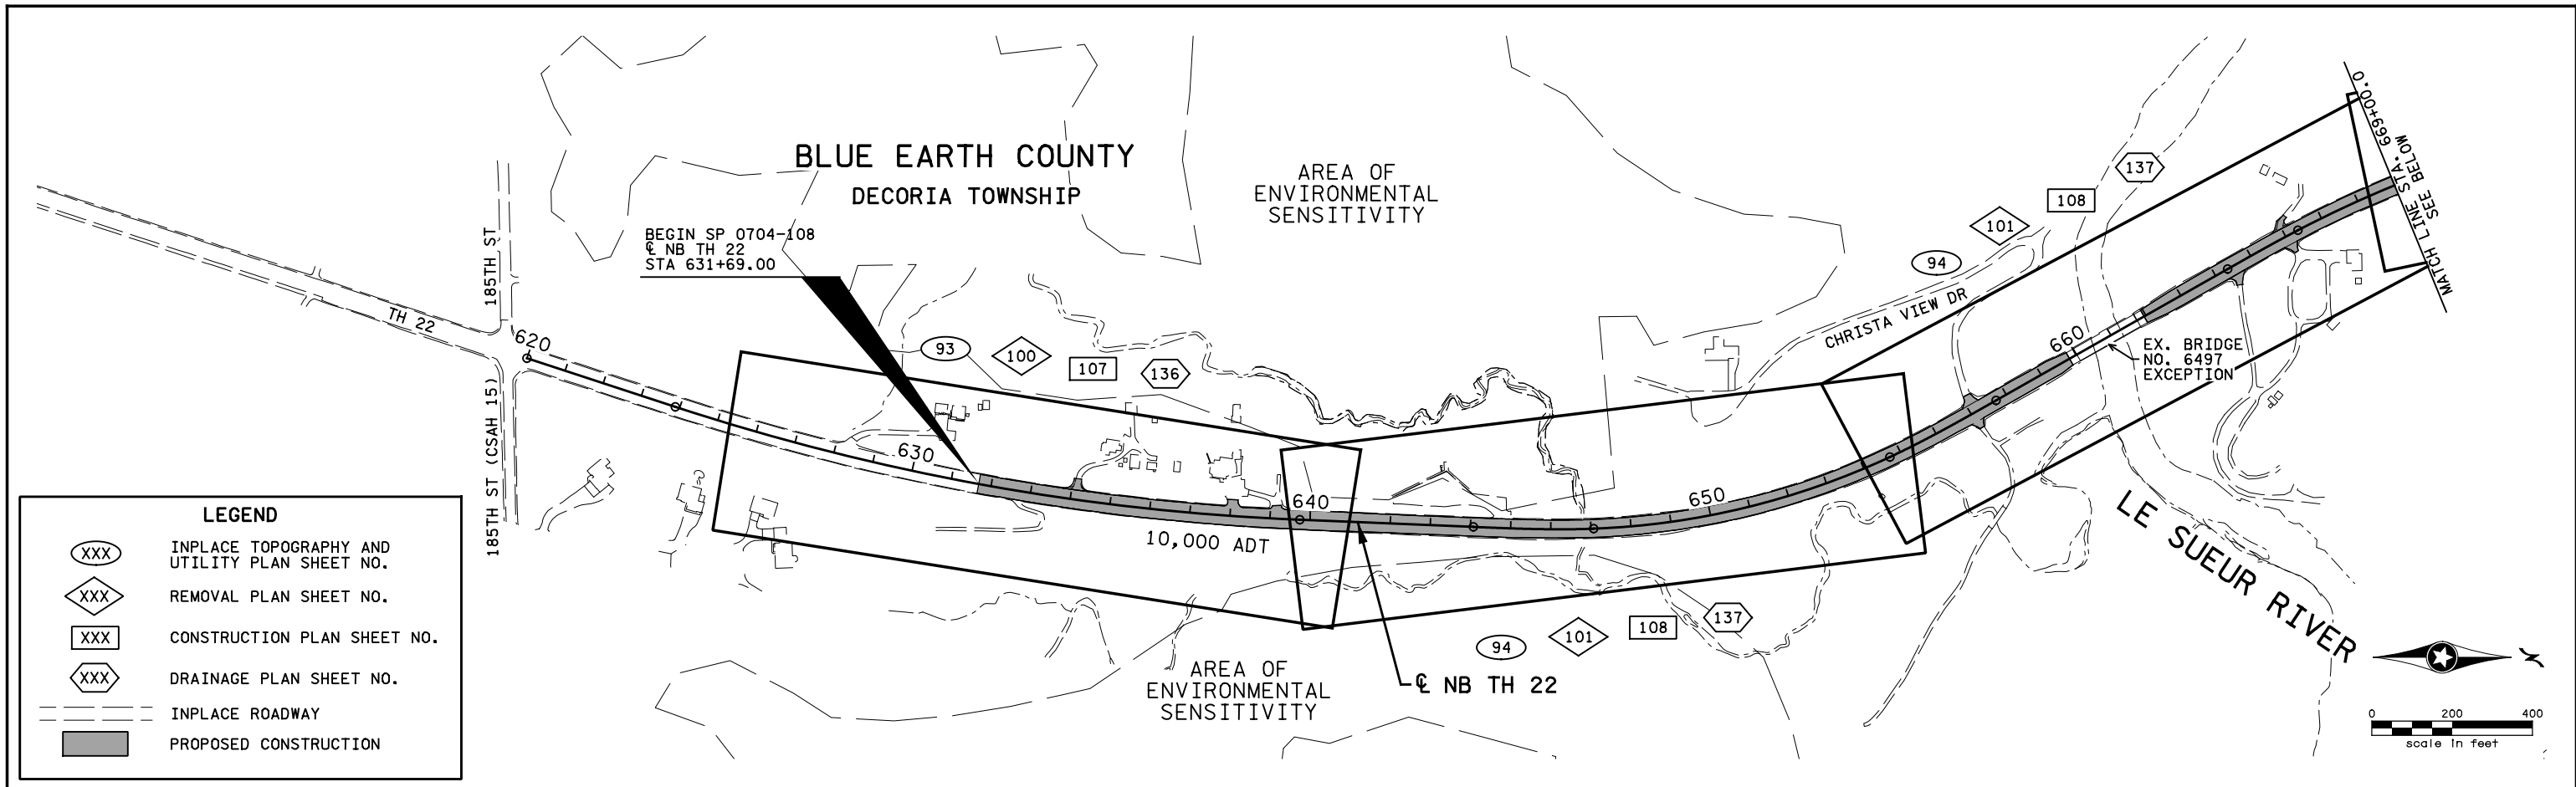 BLUE EARTH COUNTY
DECORIA TOWNSHIP
AREA OF
ENVIRONMENTAL
SENSITIVITY
BEGIN SP 0704-108
℄ NB TH 22
STA 631+69.00
185TH ST
TH 22
620
185TH ST (CSAH 15)
630
93
100
107
136
640
10,000 ADT
650
CHRISTA VIEW DR
94
101
108
137
660
EX. BRIDGE
NO. 6497
EXCEPTION
MATCH LINE STA. 669+00.0
SEE BELOW
94
101
108
137
AREA OF
ENVIRONMENTAL
SENSITIVITY
℄ NB TH 22
LE SUEUR RIVER
N
0 200 400
scale in feet
LEGEND
XXX INPLACE TOPOGRAPHY AND
UTILITY PLAN SHEET NO.
XXX REMOVAL PLAN SHEET NO.
XXX CONSTRUCTION PLAN SHEET NO.
XXX DRAINAGE PLAN SHEET NO.
INPLACE ROADWAY
PROPOSED CONSTRUCTION